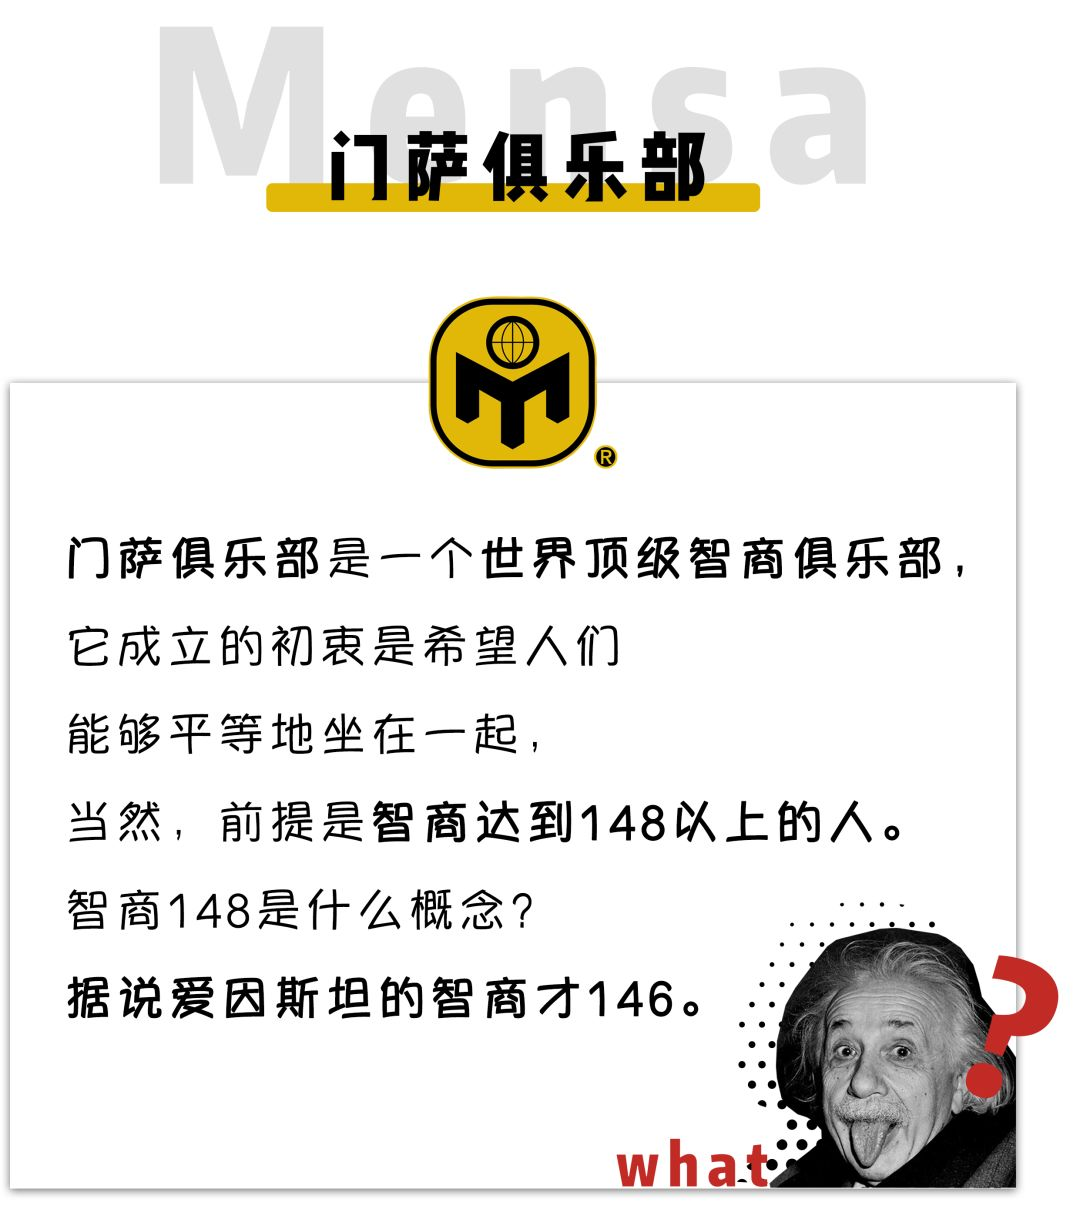 Mensa
门萨俱乐部
®
门萨俱乐部是一个世界顶级智商俱乐部，
它成立的初衷是希望人们
能够平等地坐在一起，
当然，前提是智商达到148以上的人。
智商148是什么概念？
据说爱因斯坦的智商才146。
?
what